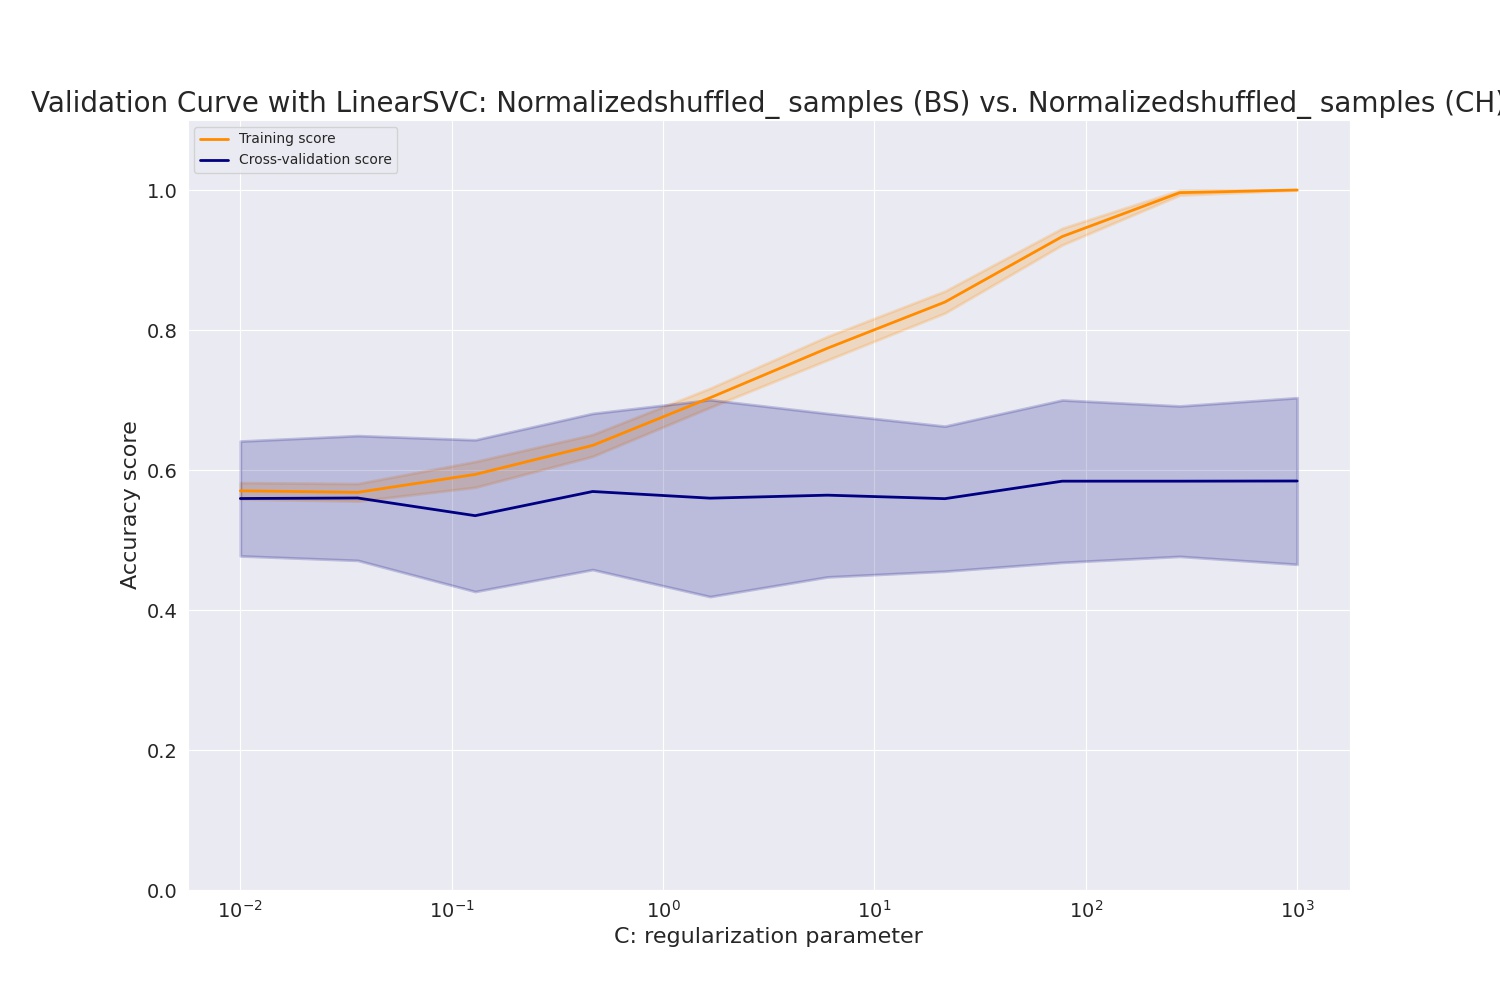 Validation Curve with LinearSVC: Normalizedshuffled_ samples (BS) vs. Normalizedshuffled_ samples (CH)
Training score
Cross-validation score
1.0
0.8
0.6
0.4
0.2
0.0
Accuracy score
10⁻² 10⁻¹ 10⁰ 10¹ 10² 10³
C: regularization parameter